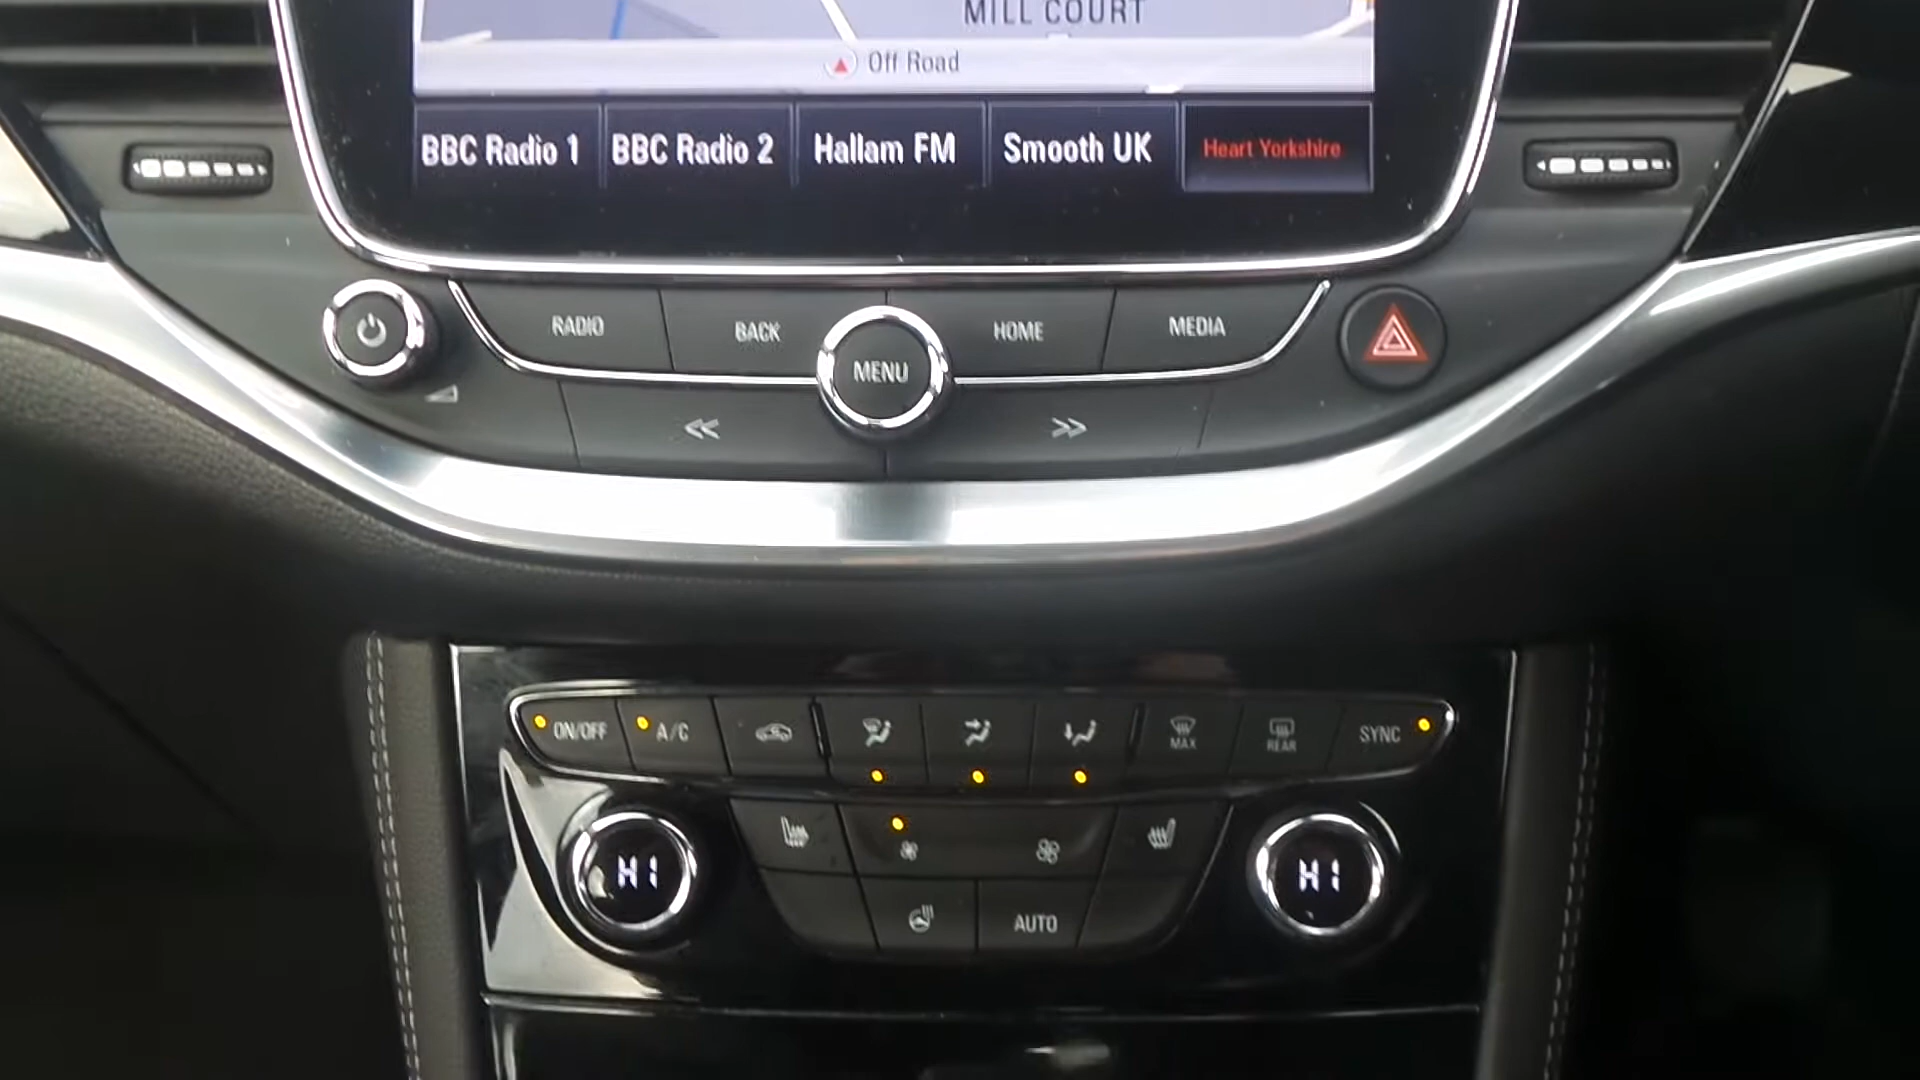 MILL COURT
Off Road
BBC Radio 1
BBC Radio 2
Hallam FM
Smooth UK
Heart Yorkshire
RADIO
BACK
MENU
HOME
MEDIA
ON/OFF
A/C
MAX
REAR
SYNC
HI
HI
AUTO